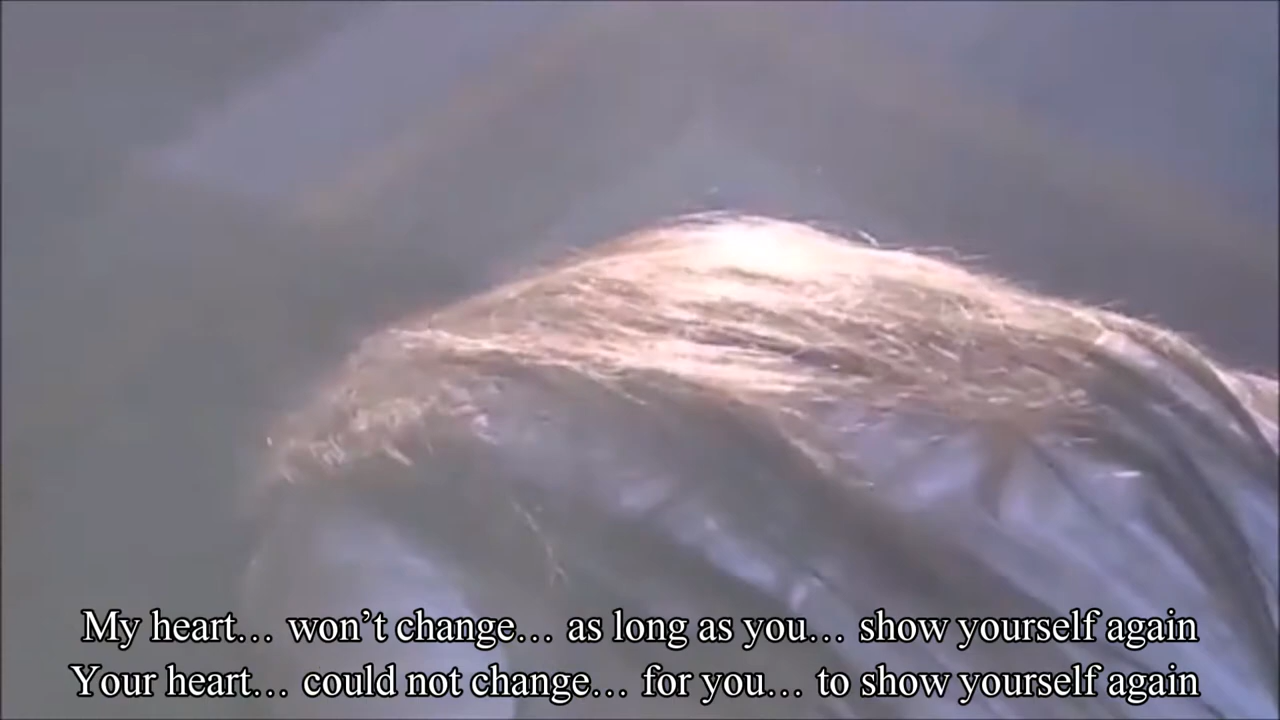 My heart… won’t change… as long as you… show yourself again
Your heart… could not change… for you… to show yourself again